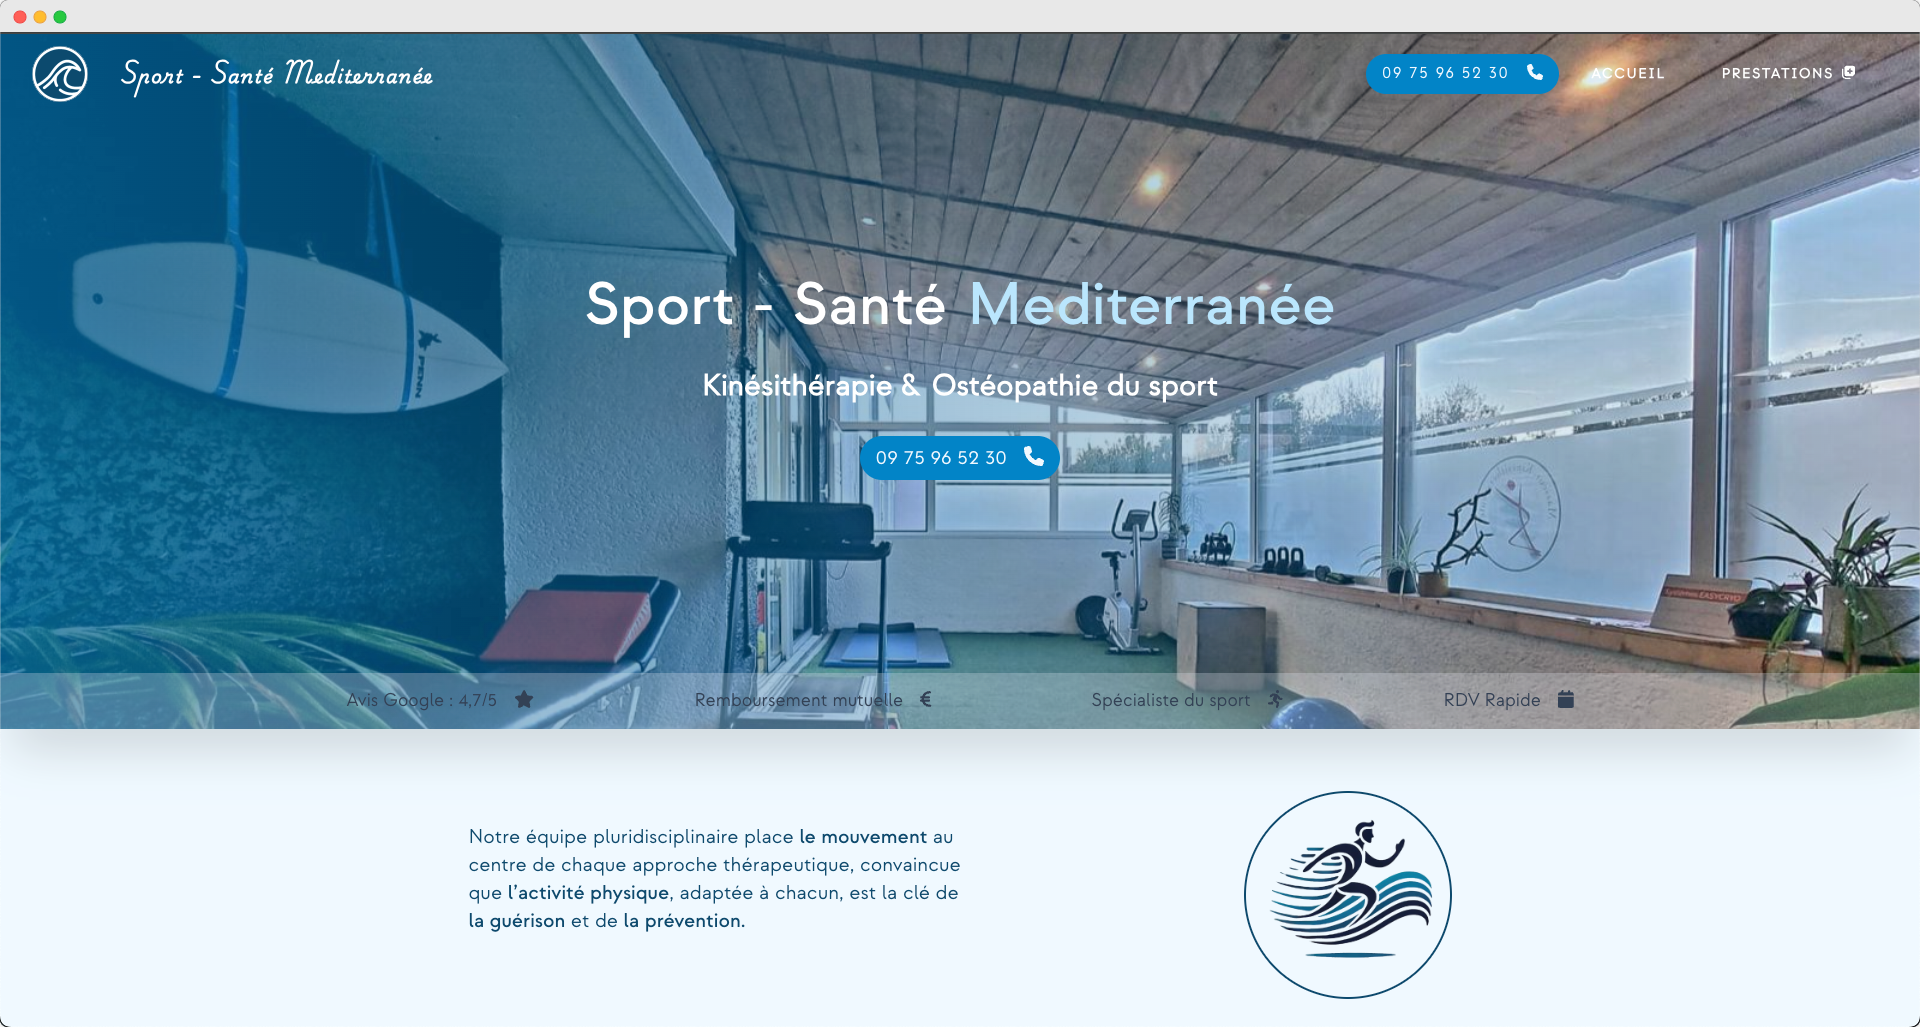 Sport - Santé Mediterranée
09 75 96 52 30
ACCUEIL
PRESTATIONS
Sport - Santé Mediterranée
Kinésithérapie & Ostéopathie du sport
09 75 96 52 30
Avis Google : 4,7/5
Remboursement mutuelle
Spécialiste du sport
RDV Rapide
Notre équipe pluridisciplinaire place le mouvement au
centre de chaque approche thérapeutique, convaincue
que l’activité physique, adaptée à chacun, est la clé de
la guérison et de la prévention.